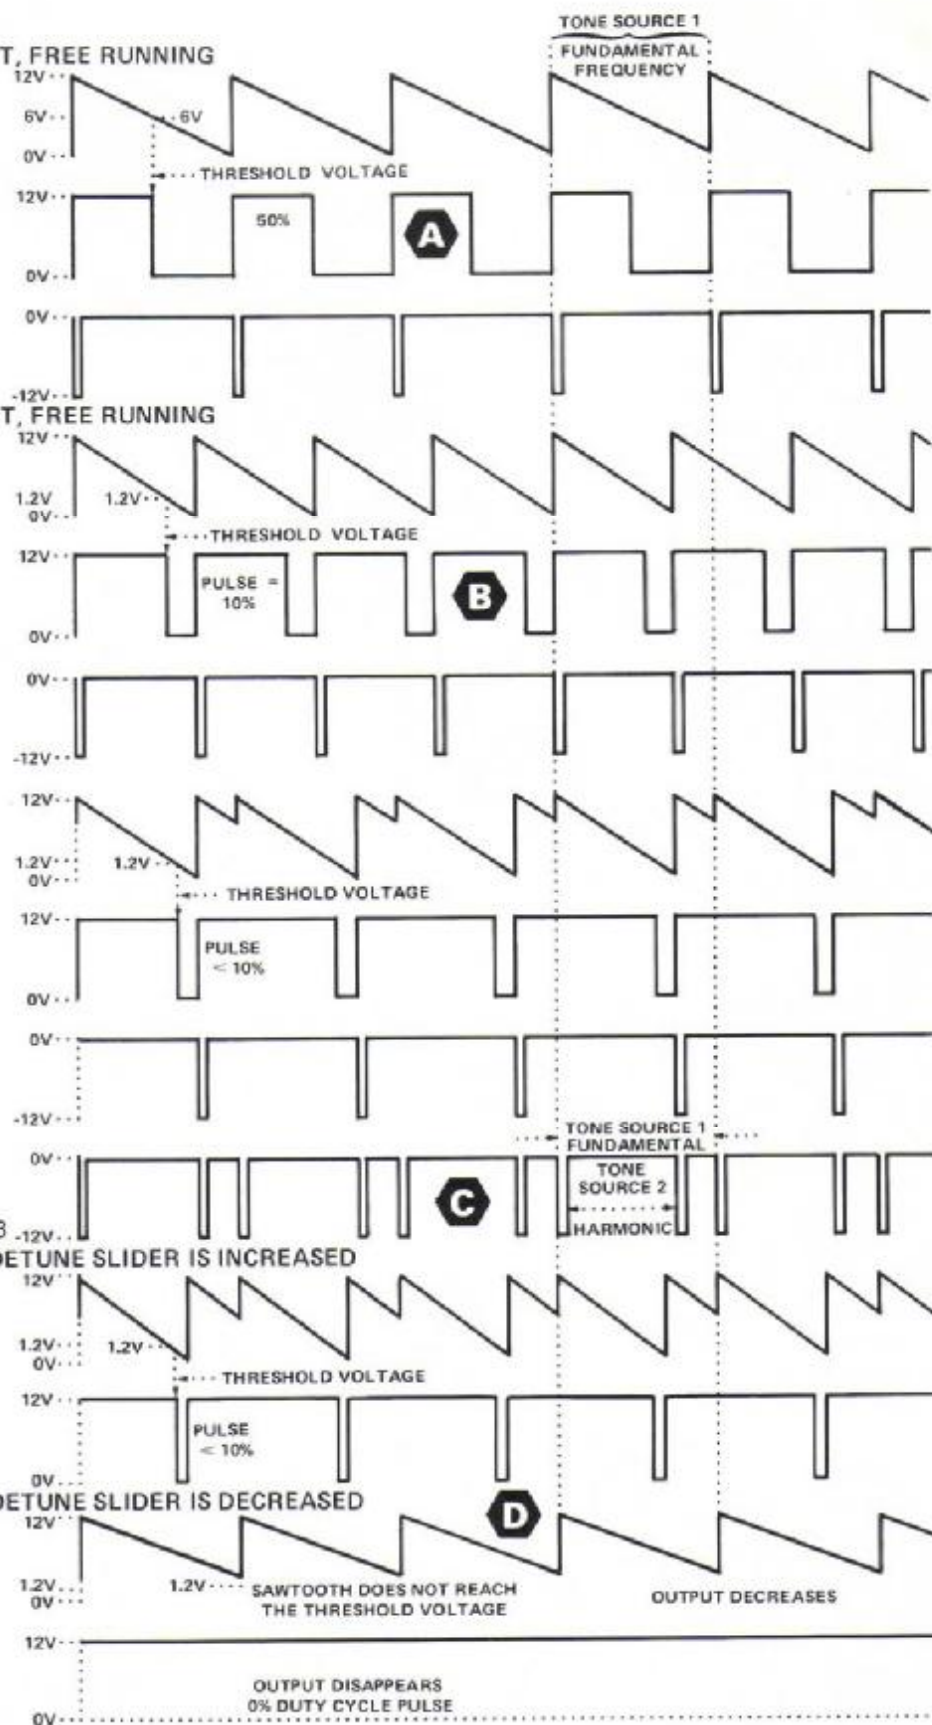 TONE SOURCE 1
FUNDAMENTAL
FREQUENCY
T, FREE RUNNING
12V
6V
6V
0V
THRESHOLD VOLTAGE
12V
50%
A
0V
0V
-12V
T, FREE RUNNING
12V
1.2V
1.2V
0V
THRESHOLD VOLTAGE
12V
PULSE =
10%
B
0V
0V
-12V
12V
1.2V
1.2V
0V
THRESHOLD VOLTAGE
12V
PULSE
< 10%
0V
0V
-12V
TONE SOURCE 1
FUNDAMENTAL
0V
TONE
SOURCE 2
C
HARMONIC
3
-12V
DETUNE SLIDER IS INCREASED
12V
1.2V
1.2V
0V
THRESHOLD VOLTAGE
12V
PULSE
< 10%
0V
DETUNE SLIDER IS DECREASED
D
12V
1.2V
1.2V
SAWTOOTH DOES NOT REACH
THE THRESHOLD VOLTAGE
OUTPUT DECREASES
0V
12V
OUTPUT DISAPPEARS
0% DUTY CYCLE PULSE
0V